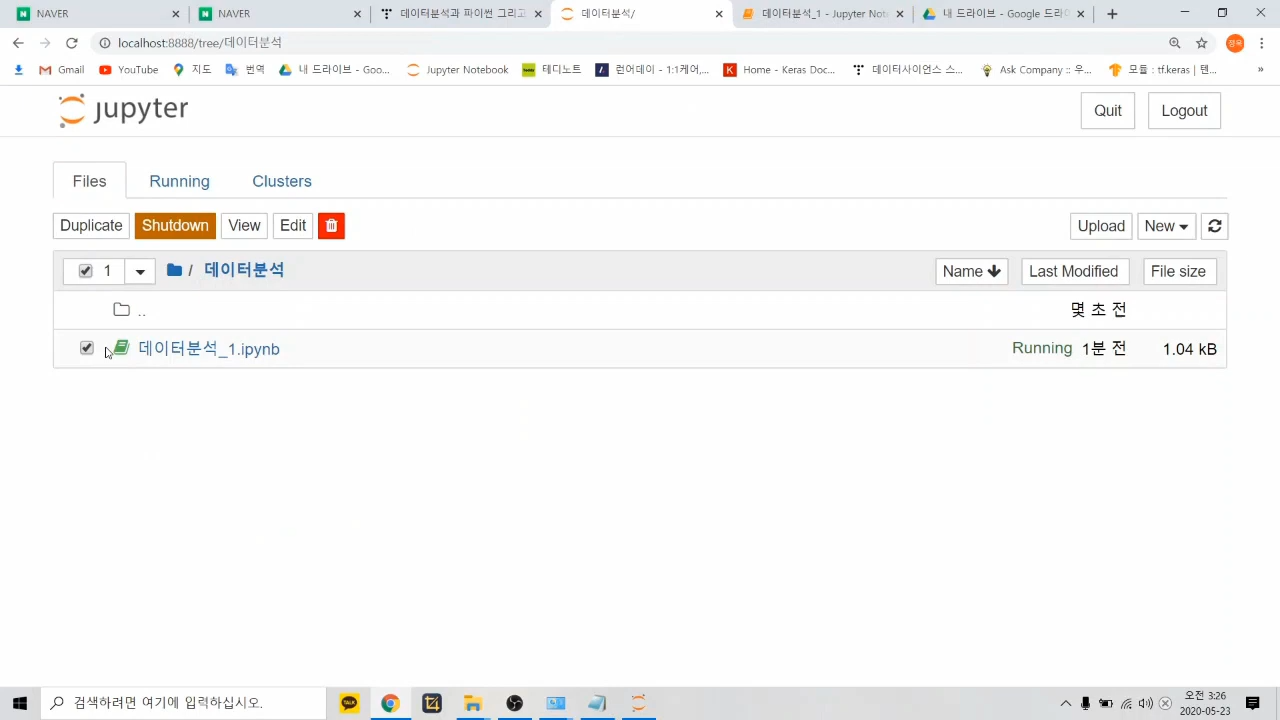 NAVER
NAVER
데이터분석과 파이썬 그리고
데이터분석/
데이터분석_1 - Jupyter Note
내 드라이브 - Google 드라이
localhost:8888/tree/데이터분석
Gmail
YouTube
지도
번역
내 드라이브 - Goo...
Jupyter Notebook
테디노트
런어데이 - 1:1케어,...
Home - Keras Doc...
데이터사이언스 스...
Ask Company :: 우...
모듈 : tf.keras | 텐...
»
jupyter
Quit
Logout
Files
Running
Clusters
Duplicate
Shutdown
View
Edit
Upload
New
1
/ 데이터분석
Name
Last Modified
File size
..
몇 초 전
데이터분석_1.ipynb
Running 1분 전
1.04 kB
검색하려면 여기에 입력하십시오.
TALK
오전 3:26
2020-05-23